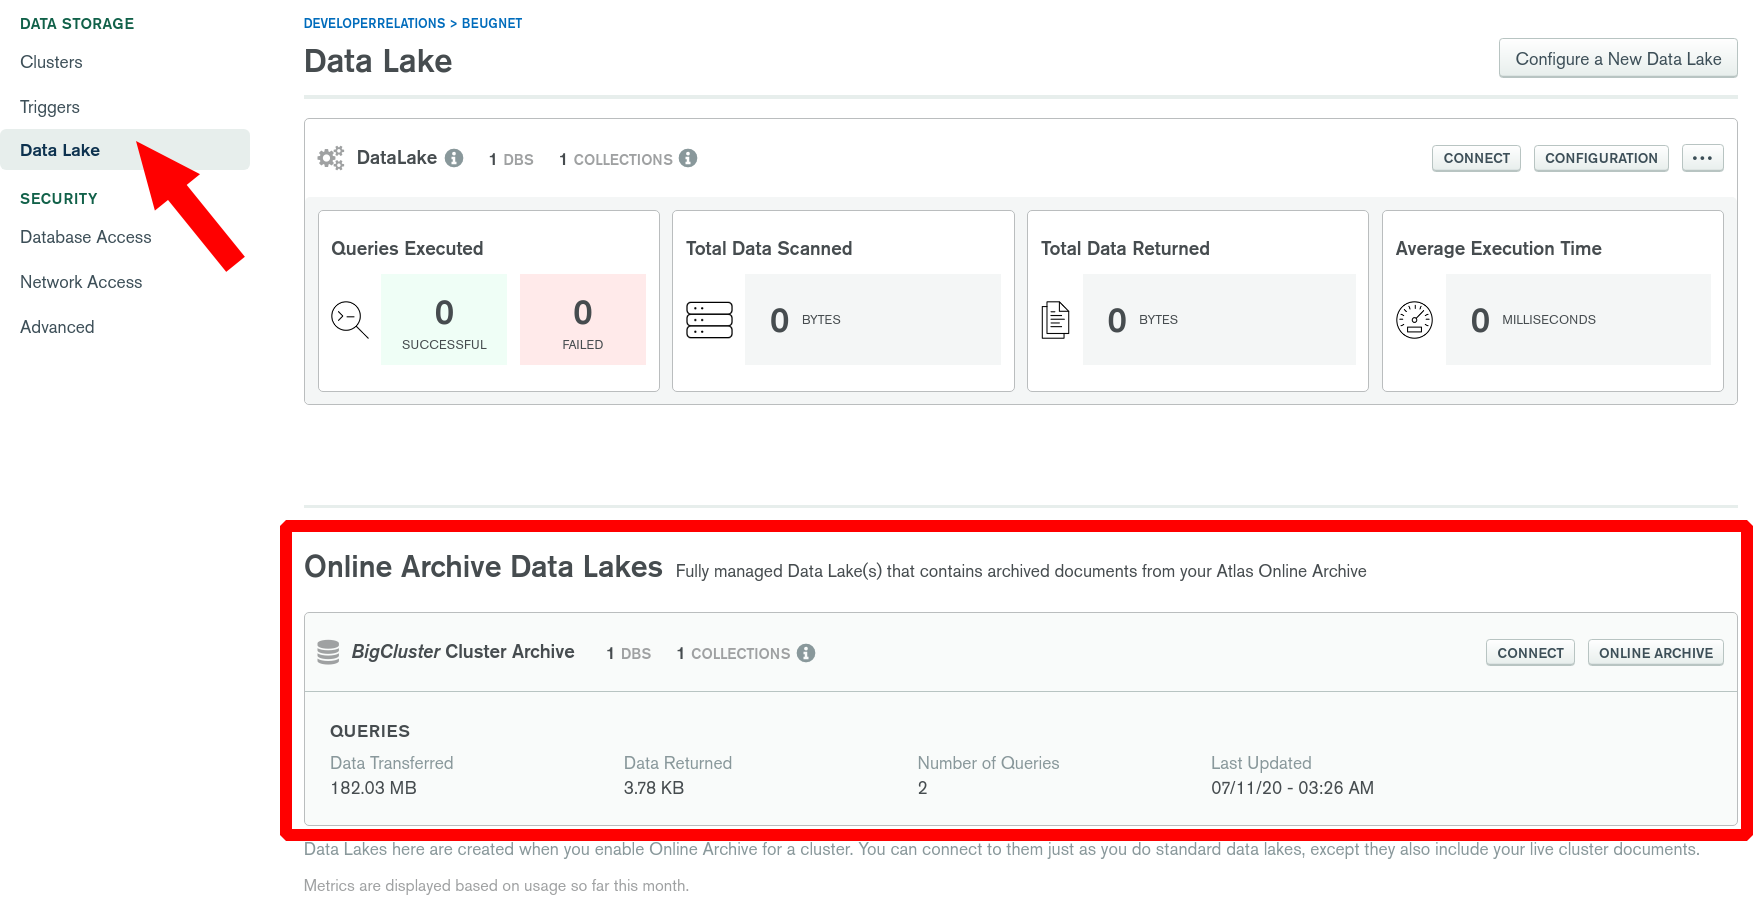 DATA STORAGE
Clusters
Triggers
Data Lake
SECURITY
Database Access
Network Access
Advanced
DEVELOPERRELATIONS > BEUGNET
Data Lake
Configure a New Data Lake
DataLake 1 DBS 1 COLLECTIONS CONNECT CONFIGURATION
Queries Executed
0 SUCCESSFUL
0 FAILED
Total Data Scanned
0 BYTES
Total Data Returned
0 BYTES
Average Execution Time
0 MILLISECONDS
Online Archive Data Lakes Fully managed Data Lake(s) that contains archived documents from your Atlas Online Archive
BigCluster Cluster Archive 1 DBS 1 COLLECTIONS CONNECT ONLINE ARCHIVE
QUERIES
Data Transferred Data Returned Number of Queries Last Updated
182.03 MB 3.78 KB 2 07/11/20 - 03:26 AM
Data Lakes here are created when you enable Online Archive for a cluster. You can connect to them just as you do standard data lakes, except they also include your live cluster documents.
Metrics are displayed based on usage so far this month.